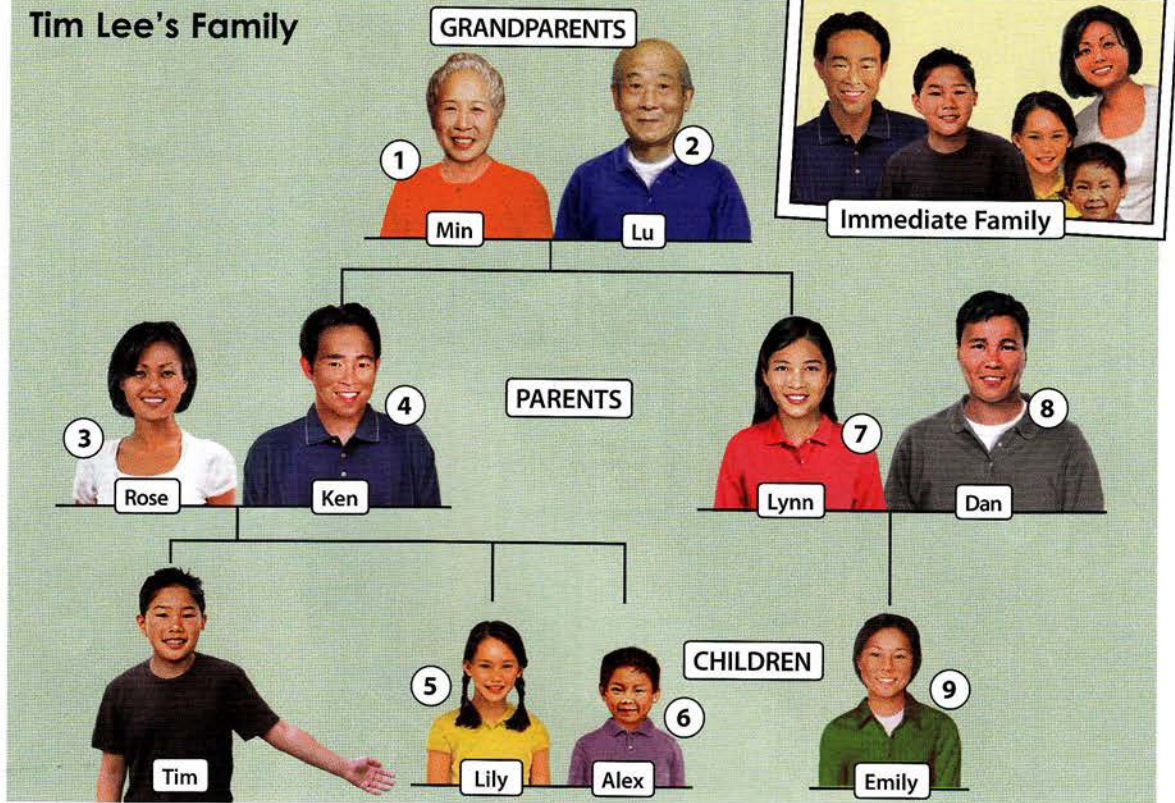 Tim Lee's Family
GRANDPARENTS
1
2
Min
Lu
Immediate Family
3
4
PARENTS
7
8
Rose
Ken
Lynn
Dan
5
6
CHILDREN
9
Tim
Lily
Alex
Emily